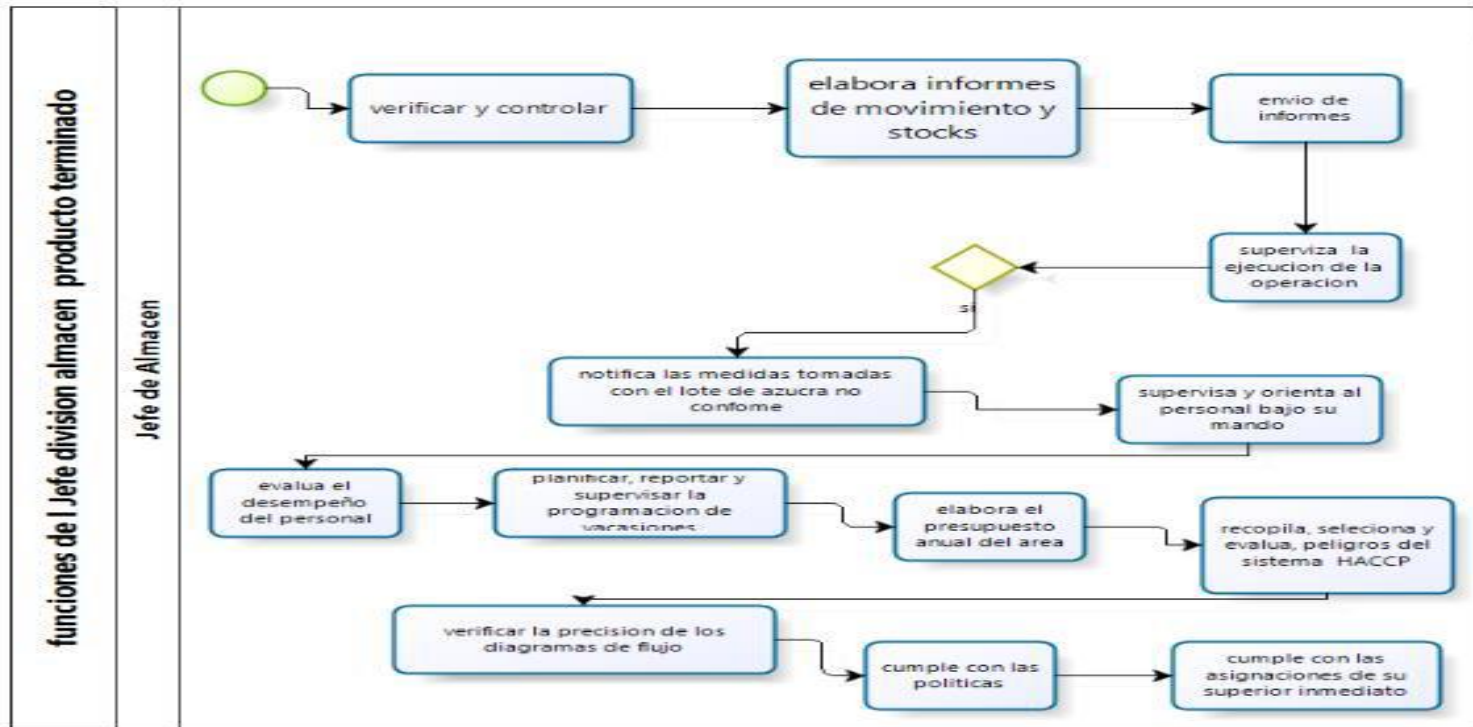 funciones de l Jefe division almacen producto terminado
Jefe de Almacen
verificar y controlar
elabora informes
de movimiento y
stocks
envio de
informes
superviza la
ejecucion de la
operacion
si
notifica las medidas tomadas
con el lote de azucra no
confome
supervisa y orienta al
personal bajo su
mando
evalua el
desempeño
del personal
planificar, reportar y
supervisar la
programacion de
vacasiones
elabora el
presupuesto
anual del area
recopila, selecciona y
evalua, peligros del
sistema HACCP
verificar la precision de los
diagramas de flujo
cumple con las
politicas
cumple con las
asignaciones de su
superior inmediato